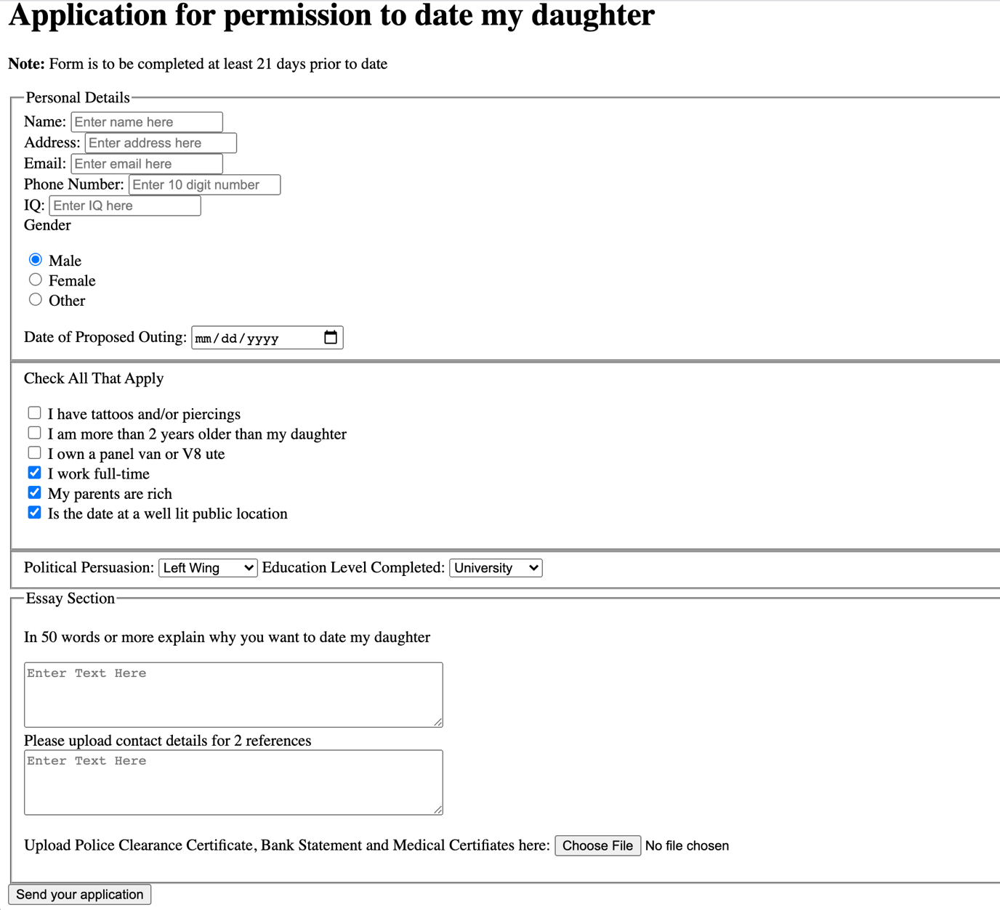 Application for permission to date my daughter
Note: Form is to be completed at least 21 days prior to date
Personal Details
Name: Enter name here
Address: Enter address here
Email: Enter email here
Phone Number: Enter 10 digit number
IQ: Enter IQ here
Gender
Male
Female
Other
Date of Proposed Outing: mm/dd/yyyy
Check All That Apply
I have tattoos and/or piercings
I am more than 2 years older than my daughter
I own a panel van or V8 ute
I work full-time
My parents are rich
Is the date at a well lit public location
Political Persuasion: Left Wing Education Level Completed: University
Essay Section
In 50 words or more explain why you want to date my daughter
Enter Text Here
Please upload contact details for 2 references
Enter Text Here
Upload Police Clearance Certificate, Bank Statement and Medical Certifiates here: Choose File No file chosen
Send your application